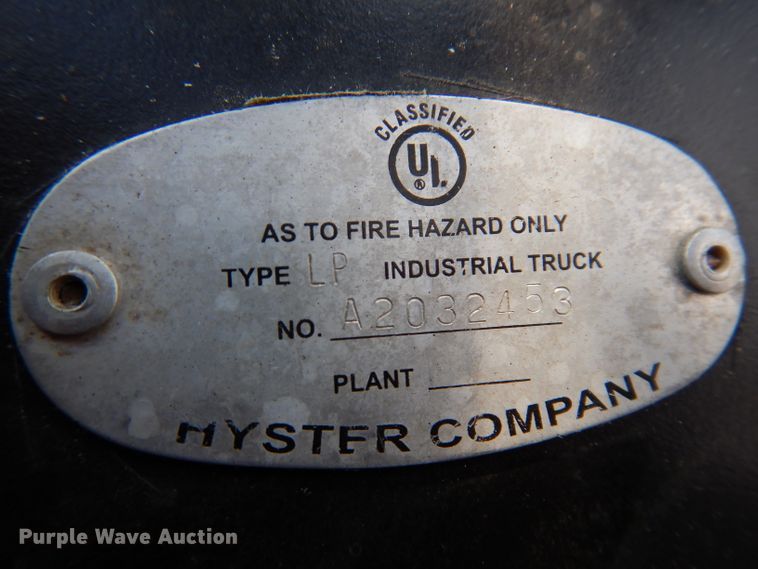 CLASSIFIED
UL®
AS TO FIRE HAZARD ONLY
TYPE LP INDUSTRIAL TRUCK
NO. A2032453
PLANT
HYSTER COMPANY
Purple Wave Auction®